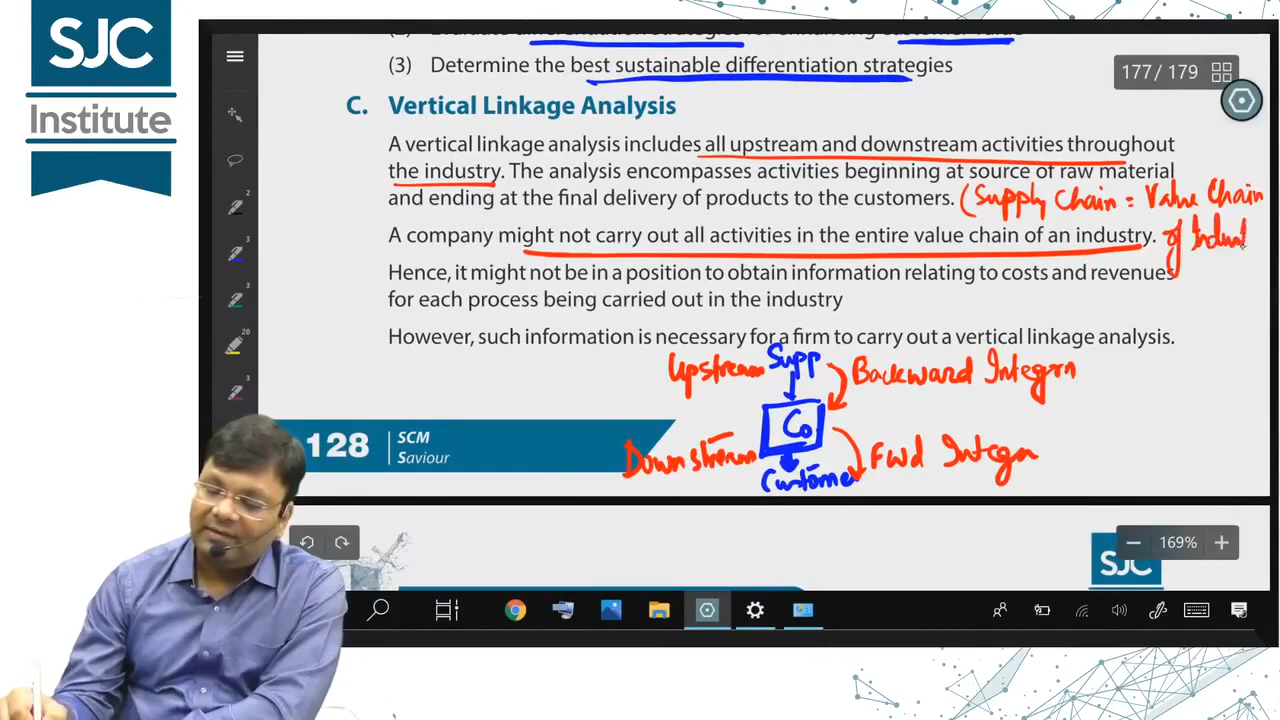 SJC
Institute
(3) Determine the best sustainable differentiation strategies
177/179
C. Vertical Linkage Analysis
A vertical linkage analysis includes all upstream and downstream activities throughout
the industry. The analysis encompasses activities beginning at source of raw material
and ending at the final delivery of products to the customers. (Supply Chain = Value Chain
A company might not carry out all activities in the entire value chain of an industry. of Indust
Hence, it might not be in a position to obtain information relating to costs and revenues
for each process being carried out in the industry
However, such information is necessary for a firm to carry out a vertical linkage analysis.
Upstream Supp Backward Integrn
Co
Downstream Fwd Integrn
Customer
128 SCM
Saviour
SJC
169%
2
3
3
20
3